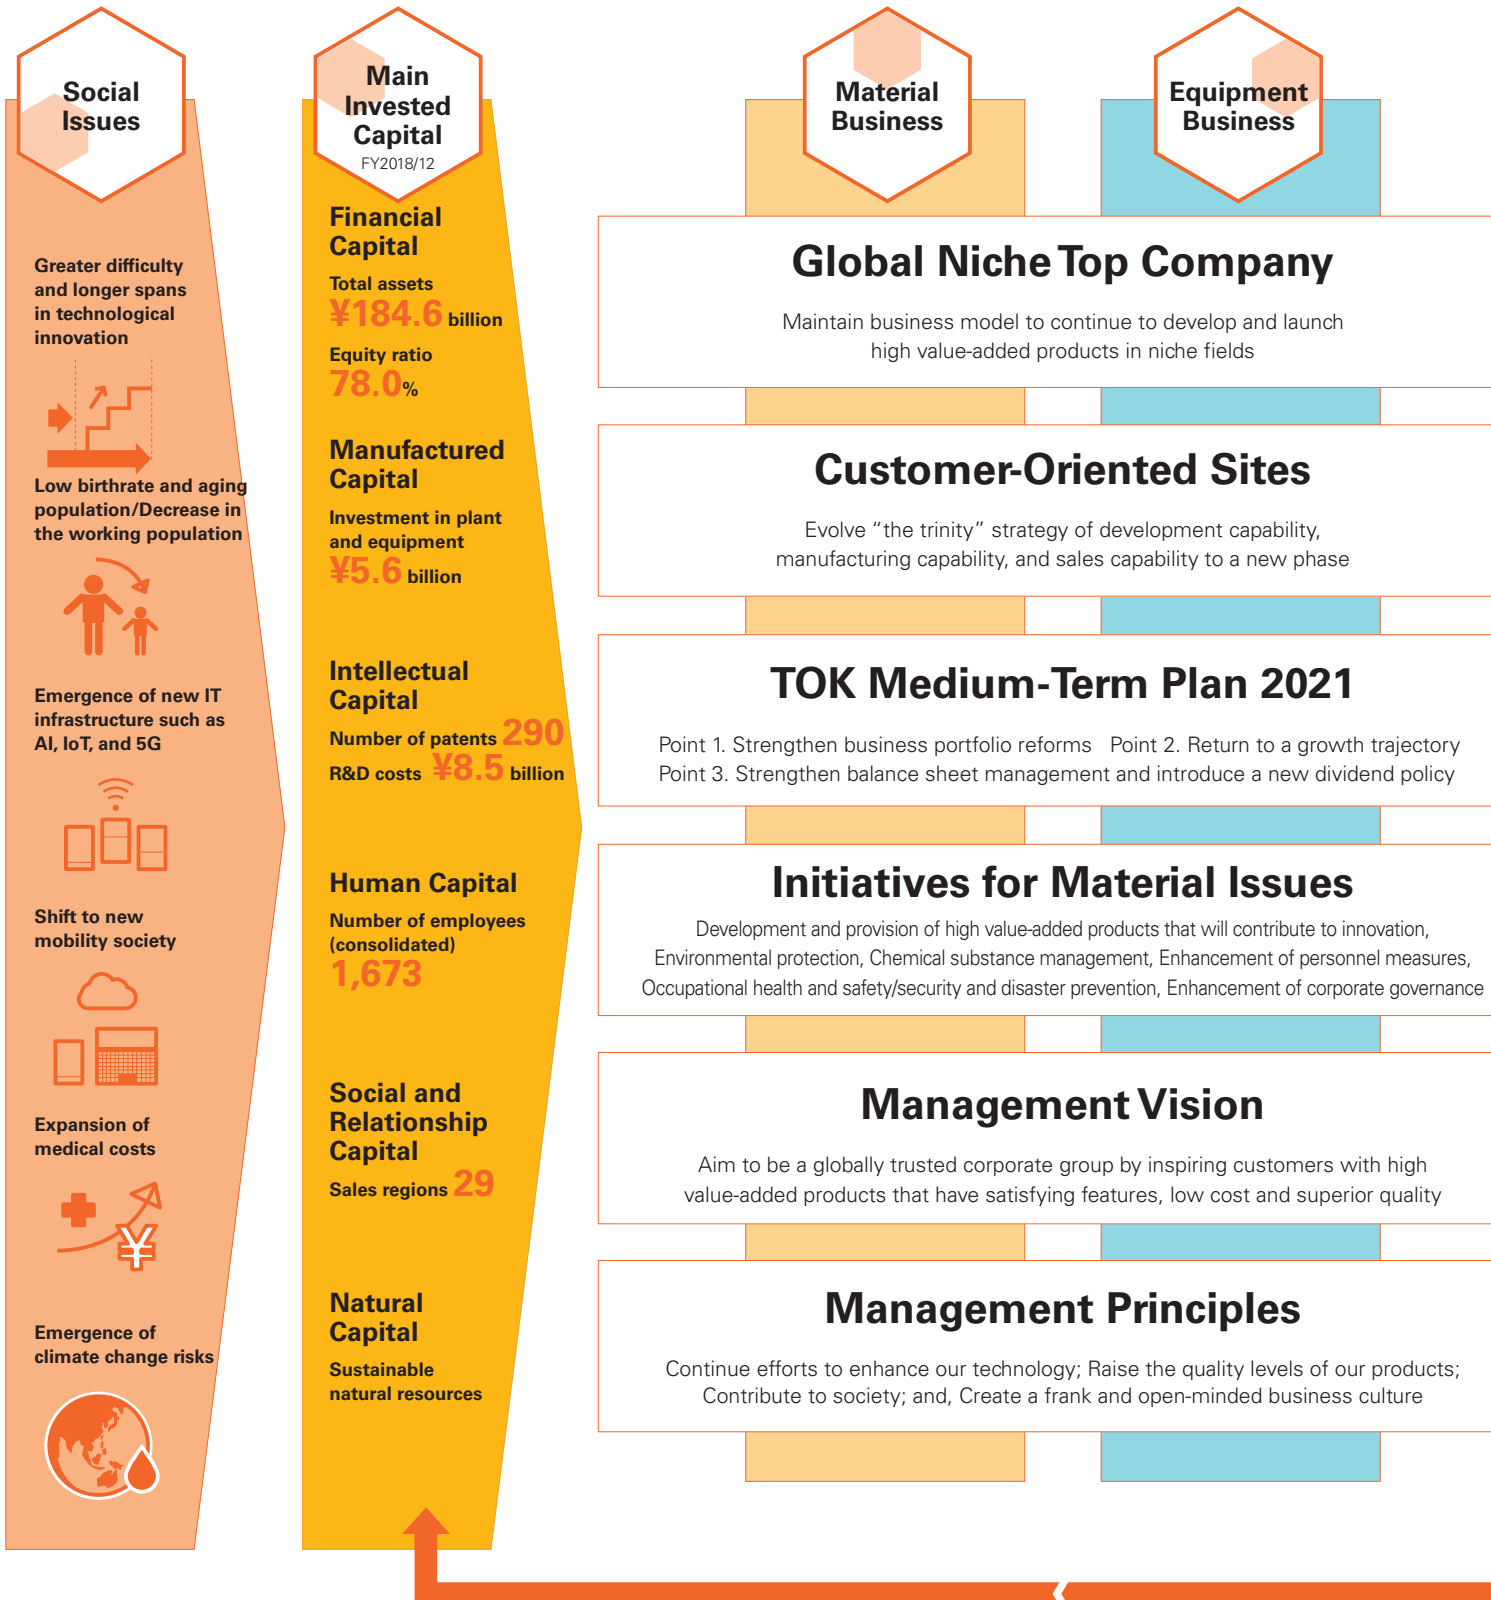 Social
Issues
Greater difficulty
and longer spans
in technological
innovation
Low birthrate and aging
population/Decrease in
the working population
Emergence of new IT
infrastructure such as
AI, IoT, and 5G
Shift to new
mobility society
Expansion of
medical costs
¥
Emergence of
climate change risks
Main
Invested
Capital
FY2018/12
Financial
Capital
Total assets
¥184.6 billion
Equity ratio
78.0%
Manufactured
Capital
Investment in plant
and equipment
¥5.6 billion
Intellectual
Capital
Number of patents 290
R&D costs ¥8.5 billion
Human Capital
Number of employees
(consolidated)
1,673
Social and
Relationship
Capital
Sales regions 29
Natural
Capital
Sustainable
natural resources
Material
Business
Equipment
Business
Global Niche Top Company
Maintain business model to continue to develop and launch
high value-added products in niche fields
Customer-Oriented Sites
Evolve “the trinity” strategy of development capability,
manufacturing capability, and sales capability to a new phase
TOK Medium-Term Plan 2021
Point 1. Strengthen business portfolio reforms Point 2. Return to a growth trajectory
Point 3. Strengthen balance sheet management and introduce a new dividend policy
Initiatives for Material Issues
Development and provision of high value-added products that will contribute to innovation,
Environmental protection, Chemical substance management, Enhancement of personnel measures,
Occupational health and safety/security and disaster prevention, Enhancement of corporate governance
Management Vision
Aim to be a globally trusted corporate group by inspiring customers with high
value-added products that have satisfying features, low cost and superior quality
Management Principles
Continue efforts to enhance our technology; Raise the quality levels of our products;
Contribute to society; and, Create a frank and open-minded business culture